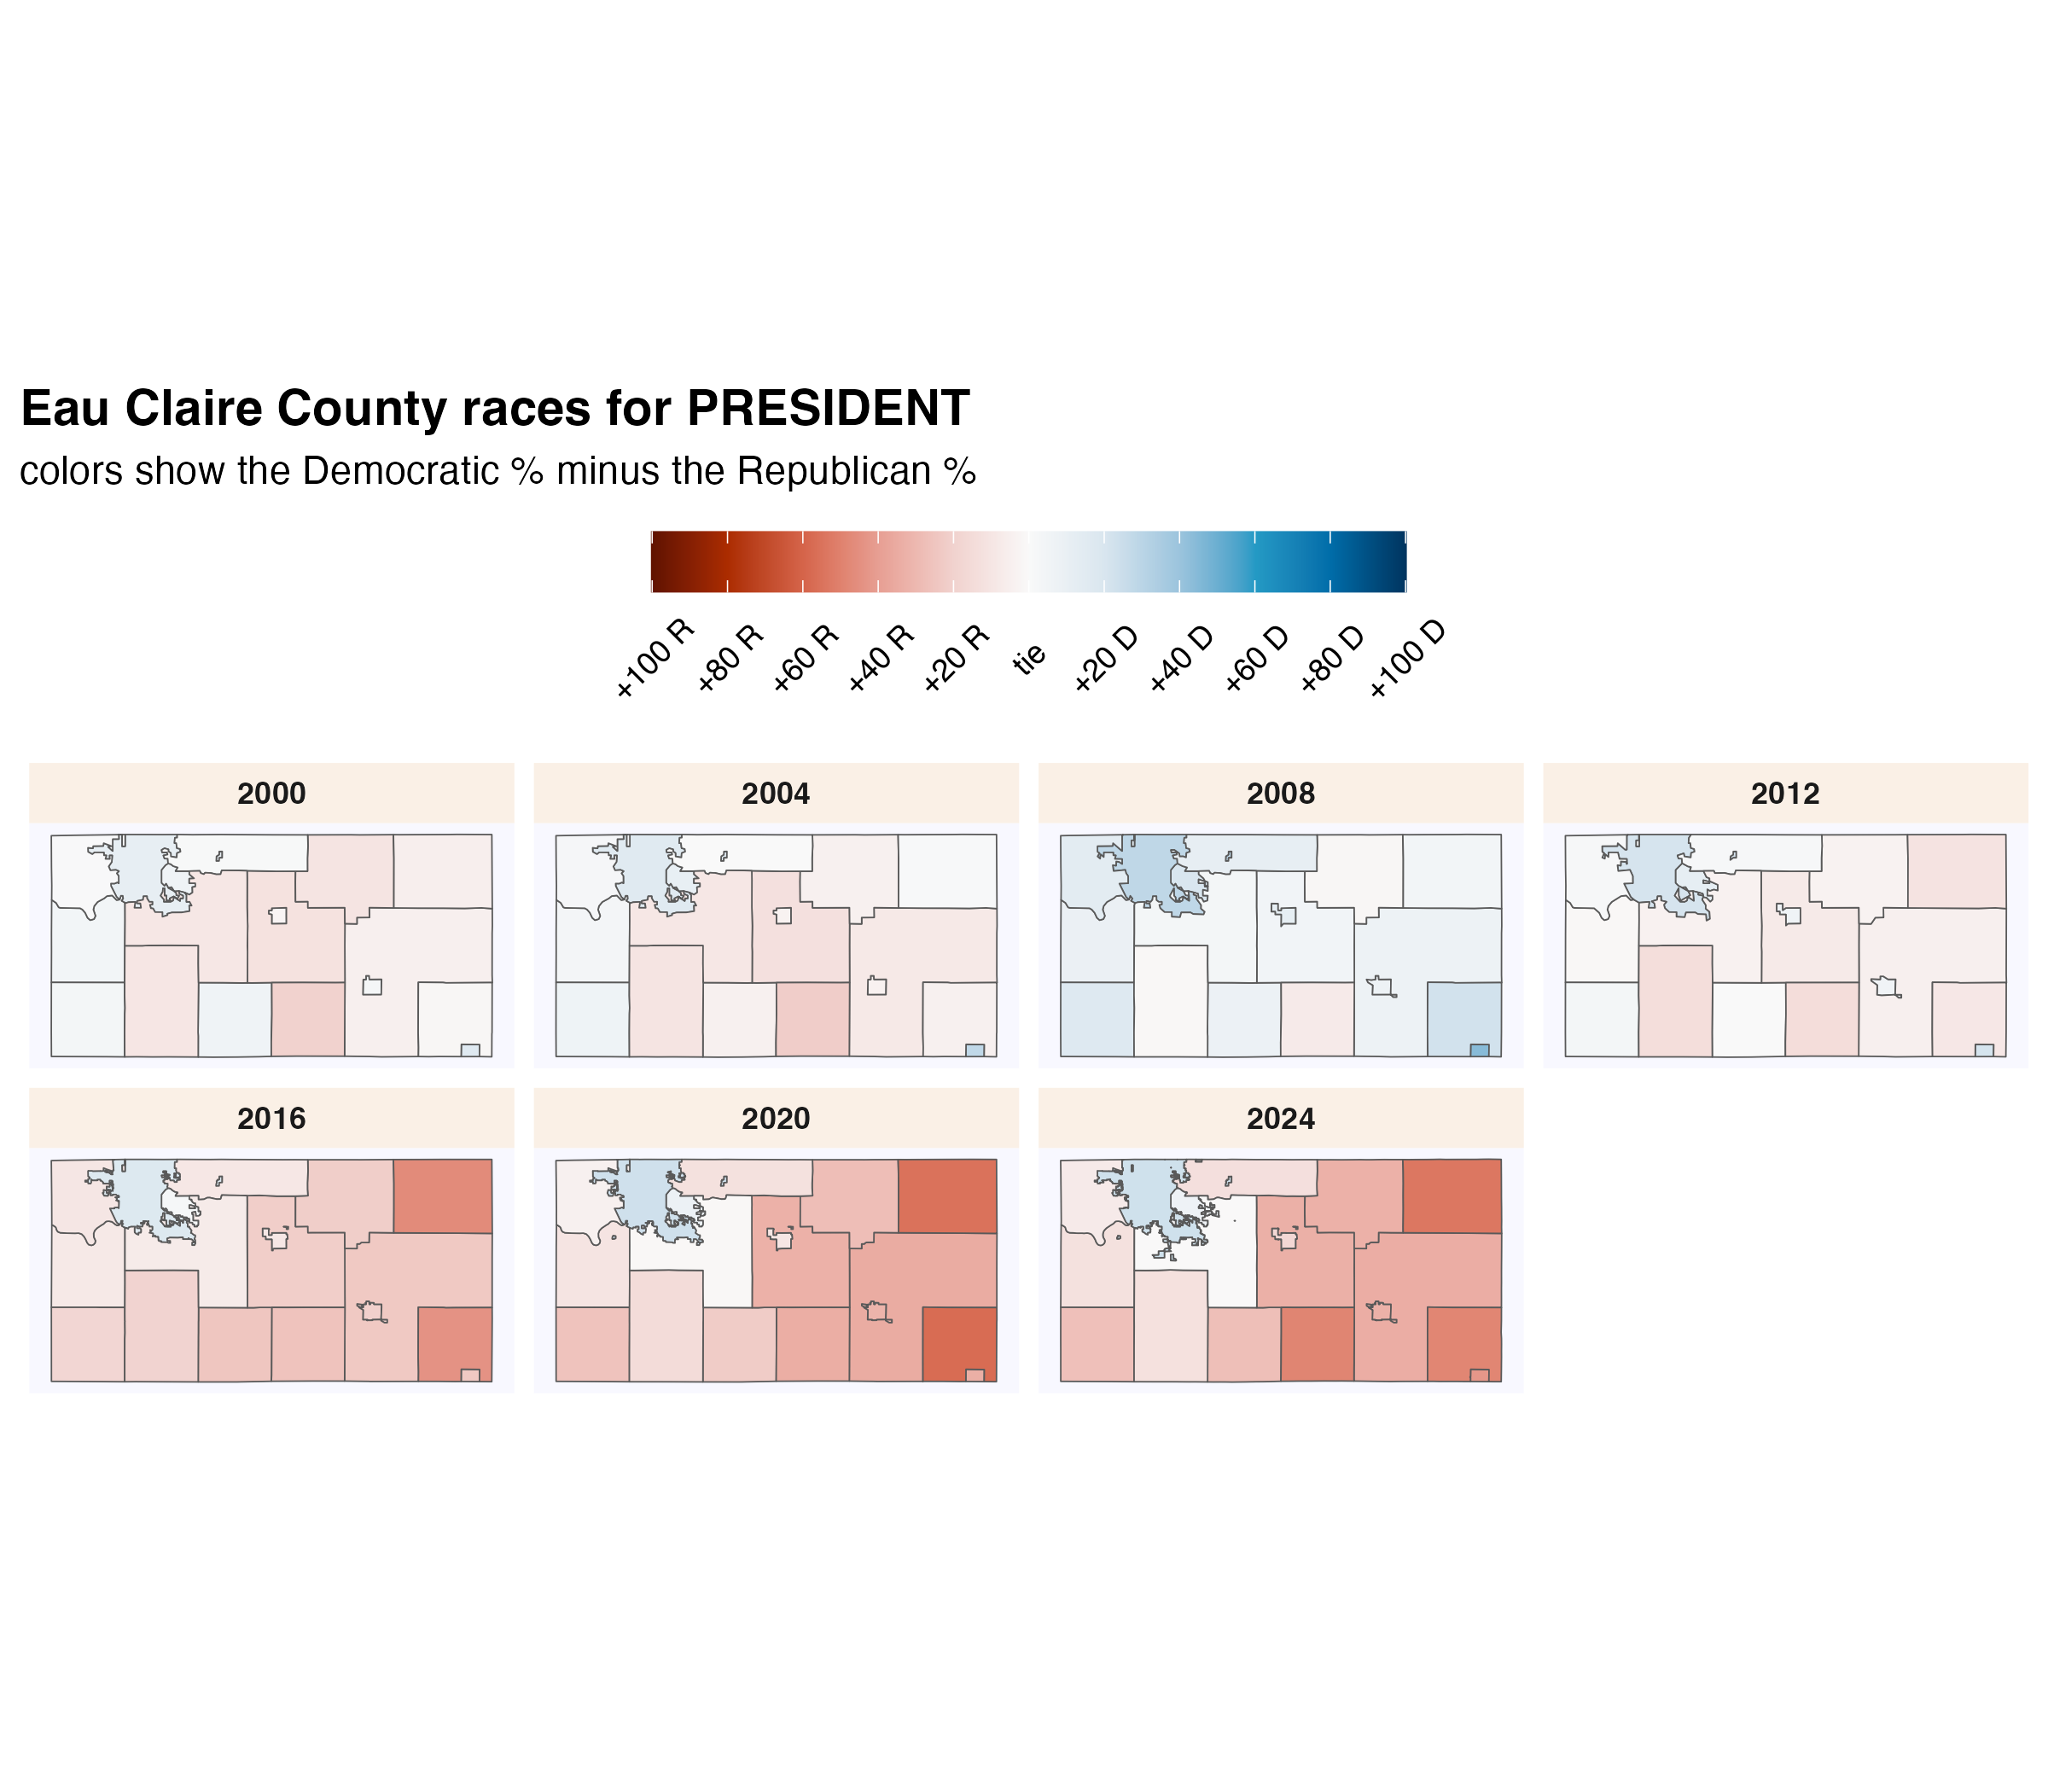 Eau Claire County races for PRESIDENT
colors show the Democratic % minus the Republican %
+100 R
+80 R
+60 R
+40 R
+20 R
tie
+20 D
+40 D
+60 D
+80 D
+100 D
2000
2004
2008
2012
2016
2020
2024